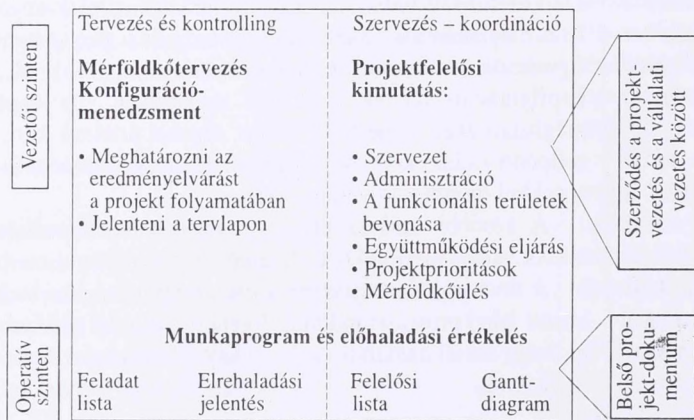 Tervezés és kontrolling
Szervezés – koordináció
Vezetői szinten
Mérföldkőtervezés
Konfiguráció-
menedzsment
• Meghatározni az
eredményelvárást
a projekt folyamatában
• Jelenteni a tervlapon
Projektfelelősi
kimutatás:
• Szervezet
• Adminisztráció
• A funkcionális területek
bevonása
• Együttműködési eljárás
• Projektprioritások
• Mérföldkőülés
Szerződés a projekt-
vezetés és a vállalati
vezetés között
Operatív
szinten
Munkaprogram és előhaladási értékelés
Feladat
lista
Elrehaladási
jelentés
Felelősi
lista
Gantt-
diagram
Belső pro-
jekt-doku-
mentum